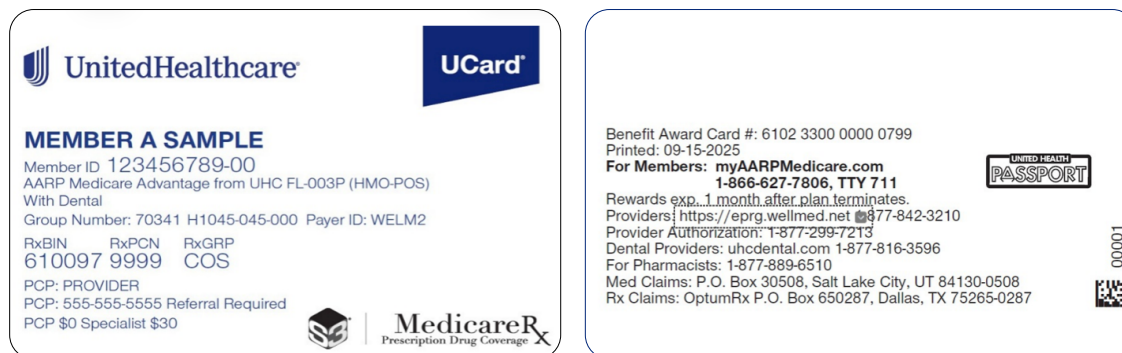 UnitedHealthcare®
UCard®
MEMBER A SAMPLE
Member ID 123456789-00
AARP Medicare Advantage from UHC FL-003P (HMO-POS)
With Dental
Group Number: 70341 H1045-045-000 Payer ID: WELM2
RxBIN RxPCN RxGRP
610097 9999 COS
PCP: PROVIDER
PCP: 555-555-5555 Referral Required
PCP $0 Specialist $30
S3
MedicareRx
Prescription Drug Coverage
Benefit Award Card #: 6102 3300 0000 0799
Printed: 09-15-2025
For Members: myAARPMedicare.com
1-866-627-7806, TTY 711
Rewards exp. 1 month after plan terminates.
Providers: https://eprg.wellmed.net 877-842-3210
Provider Authorization: 1-877-299-7213
Dental Providers: uhcdental.com 1-877-816-3596
For Pharmacists: 1-877-889-6510
Med Claims: P.O. Box 30508, Salt Lake City, UT 84130-0508
Rx Claims: OptumRx P.O. Box 650287, Dallas, TX 75265-0287
UNITED HEALTH
PASSPORT
00001